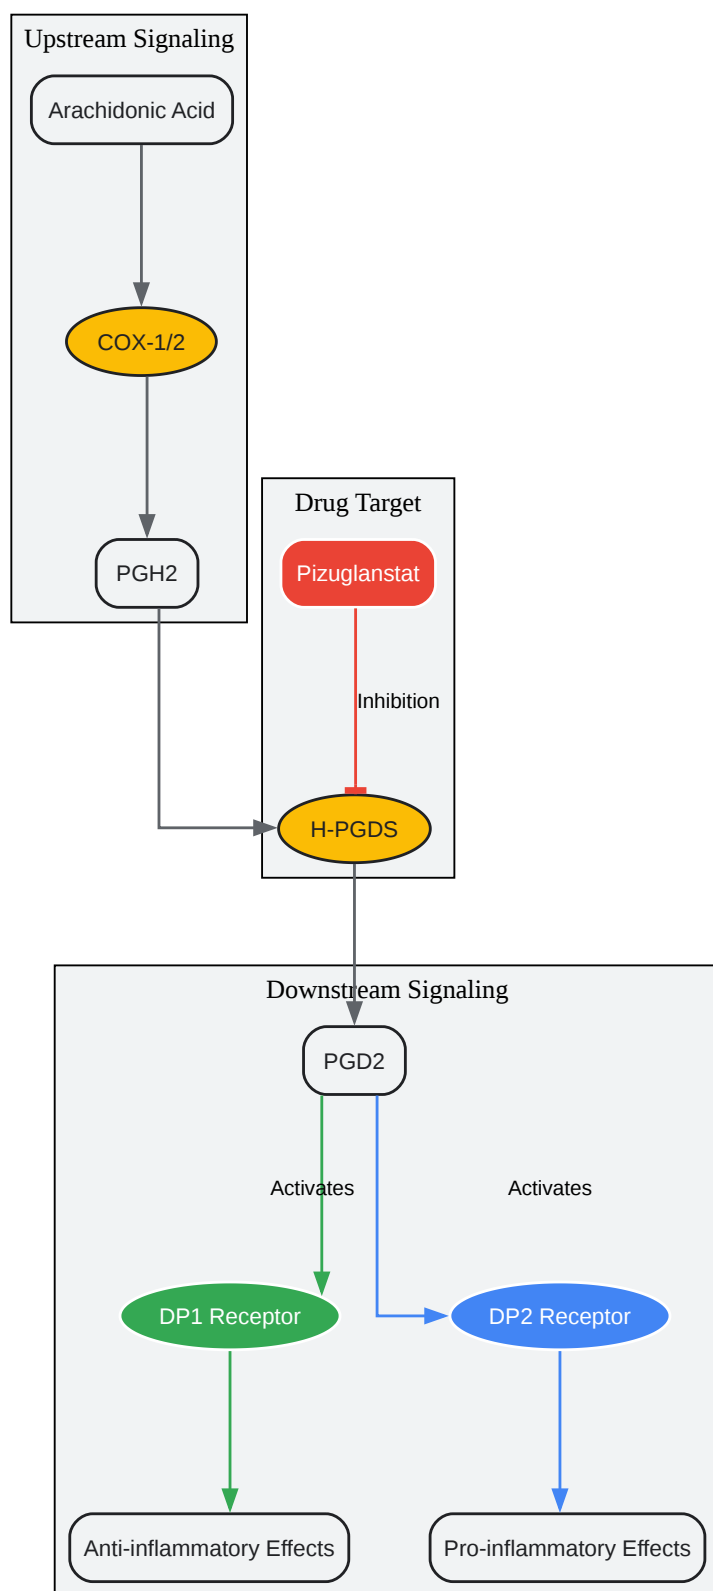 Upstream Signaling
Arachidonic Acid
COX-1/2
PGH2
Drug Target
Pizuglanstat
Inhibition
H-PGDS
Downstream Signaling
PGD2
Activates
Activates
DP1 Receptor
DP2 Receptor
Anti-inflammatory Effects
Pro-inflammatory Effects